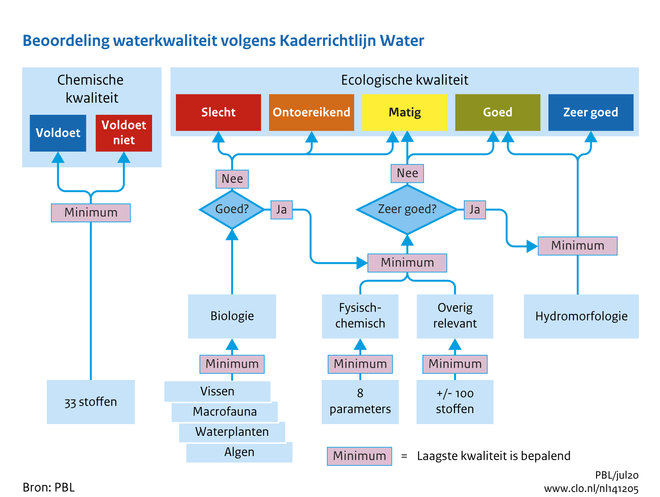 Beoordeling waterkwaliteit volgens Kaderrichtlijn Water
Chemische
kwaliteit
Voldoet
Voldoet
niet
Ecologische kwaliteit
Slecht
Ontoereikend
Matig
Goed
Zeer goed
Nee
Nee
Goed?
Ja
Zeer goed?
Ja
Minimum
Minimum
Minimum
Biologie
Fysisch-
chemisch
Overig
relevant
Hydromorfologie
Minimum
Minimum
Minimum
33 stoffen
Vissen
Macrofauna
Waterplanten
Algen
8
parameters
+/- 100
stoffen
Minimum = Laagste kwaliteit is bepalend
Bron: PBL
PBL/jul20
www.clo.nl/nl141205